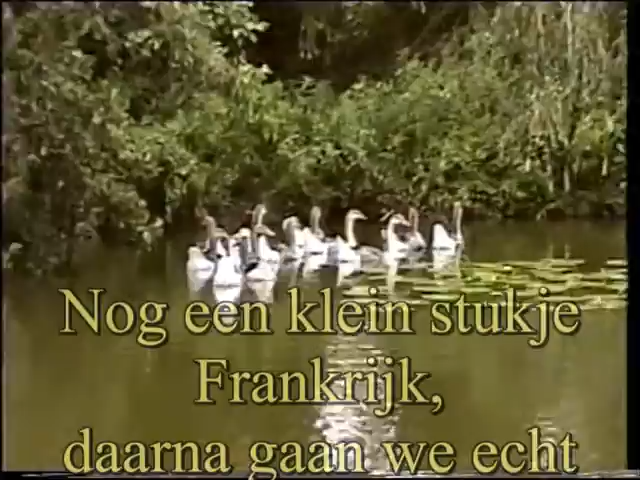 Nog een klein stukje
Frankrijk,
daarna gaan we echt